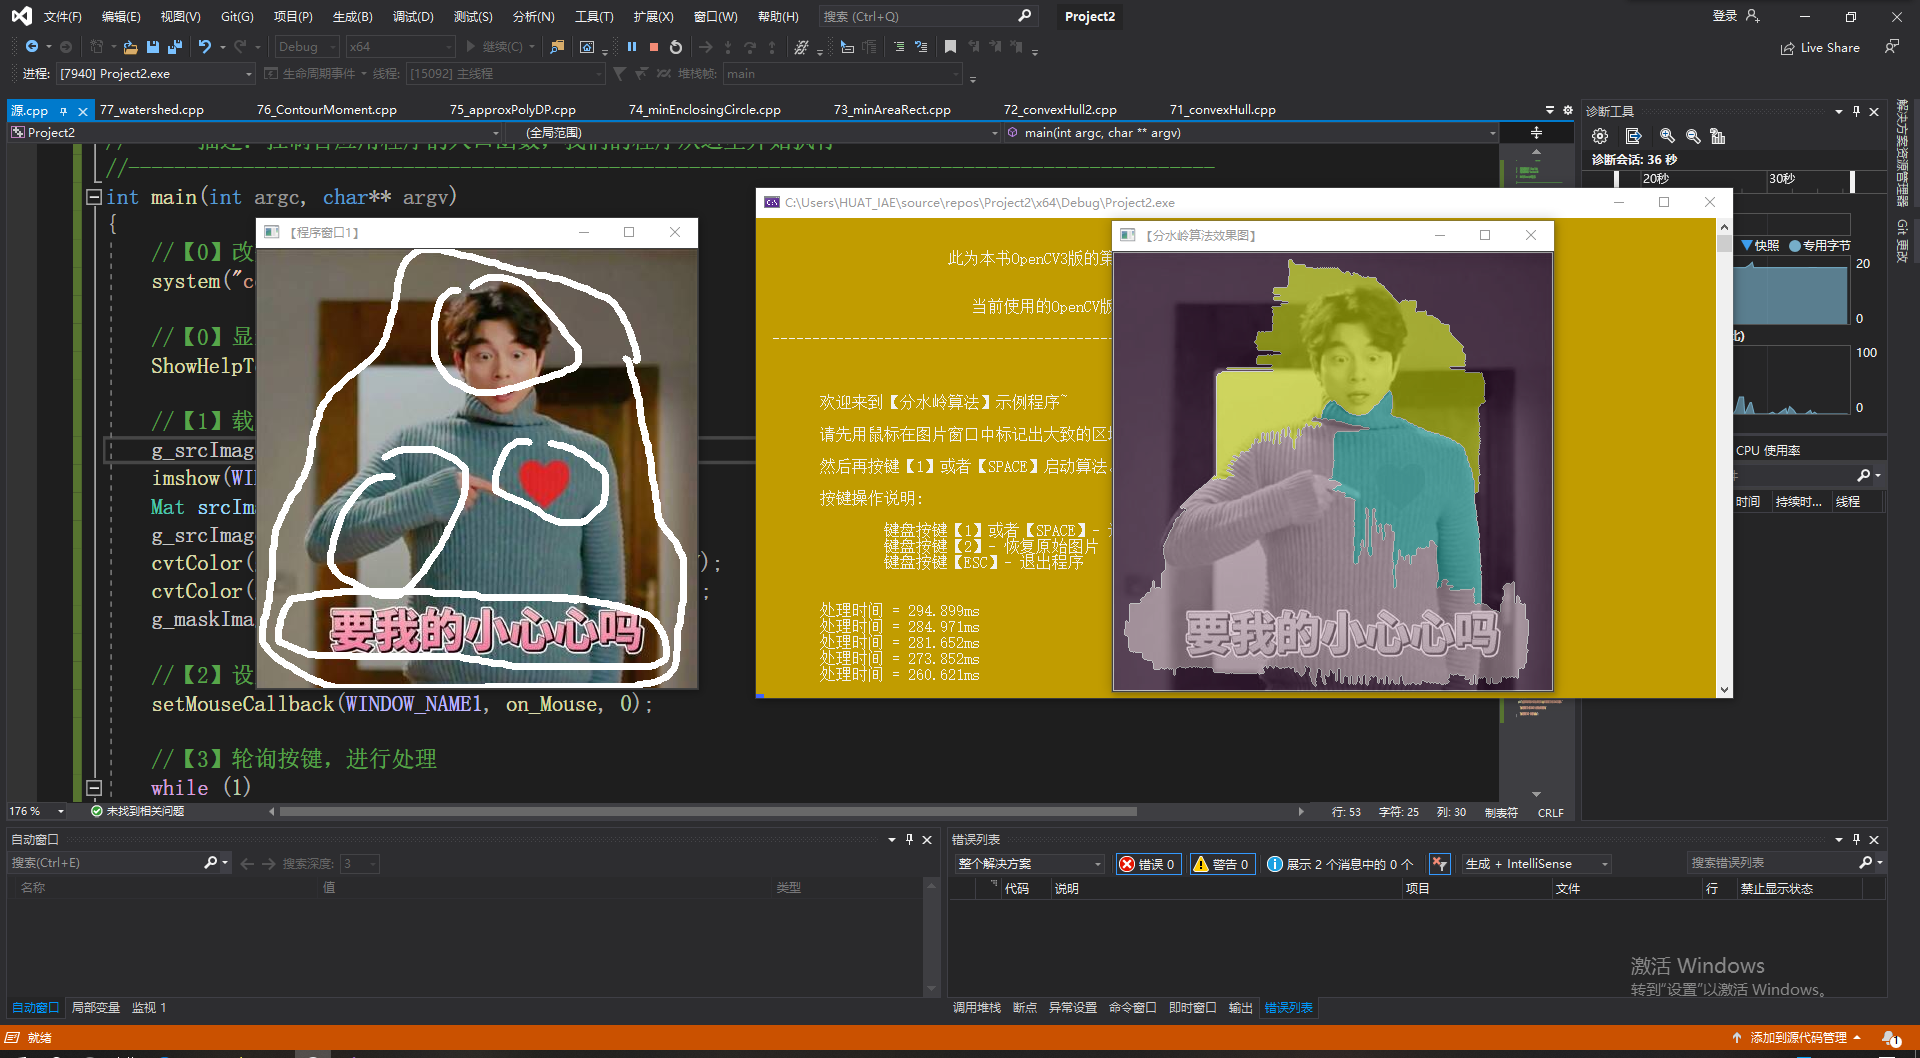 文件(F) 编辑(E) 视图(V) Git(G) 项目(P) 生成(B) 调试(D) 测试(S) 分析(N) 工具(T) 扩展(X) 窗口(W) 帮助(H) 搜索 (Ctrl+Q) Project2 登录
Debug x64 继续(C) Live Share
进程: [7940] Project2.exe 生命周期事件 线程: [15092] 主线程 堆栈帧: main
源.cpp 77_watershed.cpp 76_ContourMoment.cpp 75_approxPolyDP.cpp 74_minEnclosingCircle.cpp 73_minAreaRect.cpp 72_convexHull2.cpp 71_convexHull.cpp
Project2 (全局范围) main(int argc, char ** argv)
int main(int argc, char** argv)
{
//【0】改
system("c
//【0】显
ShowHelpT
//【1】载
g_srcImag
imshow(WI
Mat srcIm
g_srcImag
cvtColor( );
cvtColor( ;
g_maskIma
//【2】设
setMouseCallback(WINDOW_NAME1, on_Mouse, 0);
//【3】轮询按键，进行处理
while (1)
【程序窗口1】
要我的小心心吗
C:\Users\HUAT_IAE\source\repos\Project2\x64\Debug\Project2.exe
此为本书OpenCV3版的第
当前使用的OpenCV版
欢迎来到【分水岭算法】示例程序~
请先用鼠标在图片窗口中标记出大致的区域
然后再按键【1】或者【SPACE】启动算法
按键操作说明:
键盘按键【1】或者【SPACE】-
键盘按键【2】- 恢复原始图片
键盘按键【ESC】- 退出程序
处理时间 = 294.899ms
处理时间 = 284.971ms
处理时间 = 281.652ms
处理时间 = 273.852ms
处理时间 = 260.621ms
【分水岭算法效果图】
要我的小心心吗
诊断工具
诊断会话: 36 秒
20秒 30秒
快照 专用字节
20
0
100
0
CPU 使用率
时间 持续时... 线程
解决方案资源管理器
Git 更改
176 % 未找到相关问题 行: 53 字符: 25 列: 30 制表符 CRLF
自动窗口
搜索(Ctrl+E) 搜索深度: 3
名称 值 类型
自动窗口 局部变量 监视 1
错误列表
整个解决方案 错误 0 警告 0 展示 2 个消息中的 0 个 生成 + IntelliSense 搜索错误列表
代码 说明 项目 文件 行 禁止显示状态
激活 Windows
转到“设置”以激活 Windows。
调用堆栈 断点 异常设置 命令窗口 即时窗口 输出 错误列表
就绪 添加到源代码管理 1